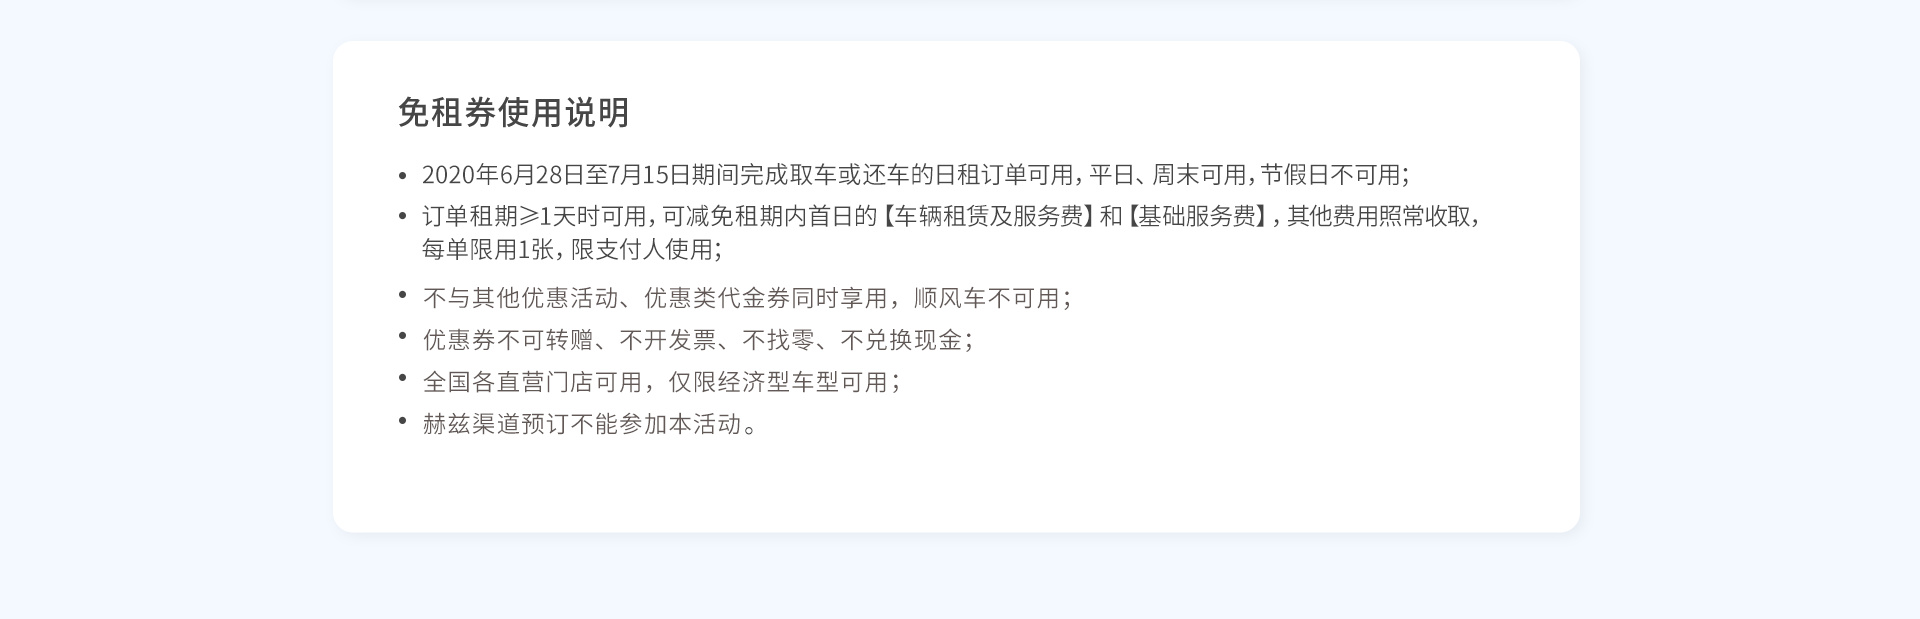 免租券使用说明
• 2020年6月28日至7月15日期间完成取车或还车的日租订单可用，平日、周末可用，节假日不可用；
• 订单租期≥1天时可用，可减免租期内首日的【车辆租赁及服务费】和【基础服务费】，其他费用照常收取，
每单限用1张，限支付人使用；
• 不与其他优惠活动、优惠类代金券同时享用，顺风车不可用；
• 优惠券不可转赠、不开发票、不找零、不兑换现金；
• 全国各直营门店可用，仅限经济型车型可用；
• 赫兹渠道预订不能参加本活动。